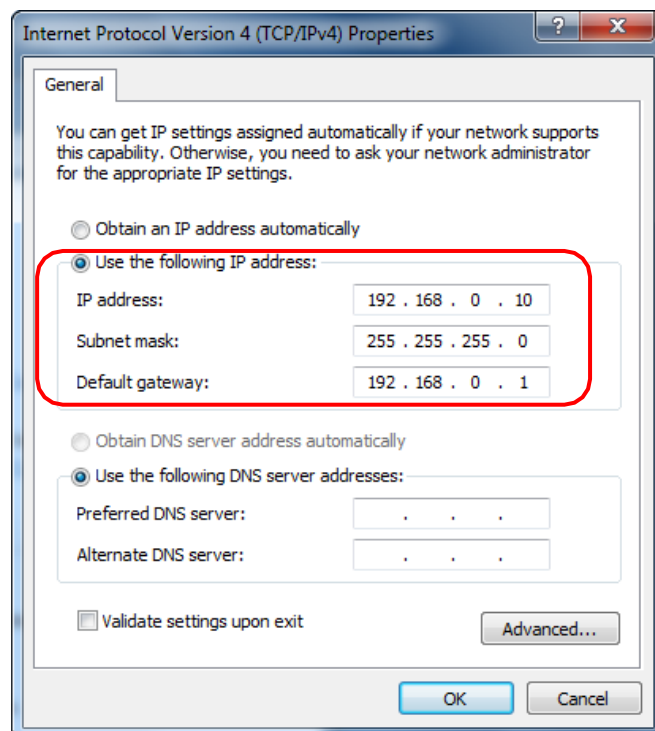 Internet Protocol Version 4 (TCP/IPv4) Properties
?
X
General
You can get IP settings assigned automatically if your network supports
this capability. Otherwise, you need to ask your network administrator
for the appropriate IP settings.
Obtain an IP address automatically
Use the following IP address:
IP address: 192 . 168 . 0 . 10
Subnet mask: 255 . 255 . 255 . 0
Default gateway: 192 . 168 . 0 . 1
Obtain DNS server address automatically
Use the following DNS server addresses:
Preferred DNS server: . . .
Alternate DNS server: . . .
Validate settings upon exit
Advanced...
OK Cancel